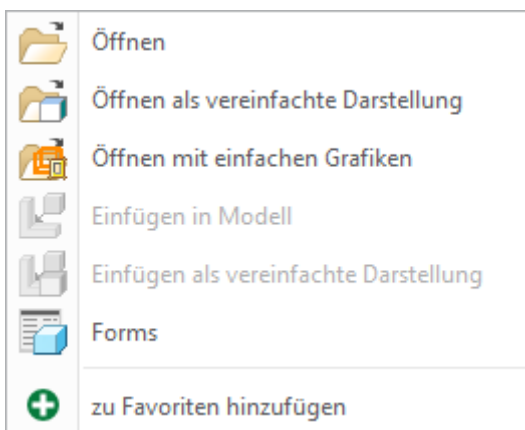 Öffnen
Öffnen als vereinfachte Darstellung
Öffnen mit einfachen Grafiken
Einfügen in Modell
Einfügen als vereinfachte Darstellung
Forms
zu Favoriten hinzufügen